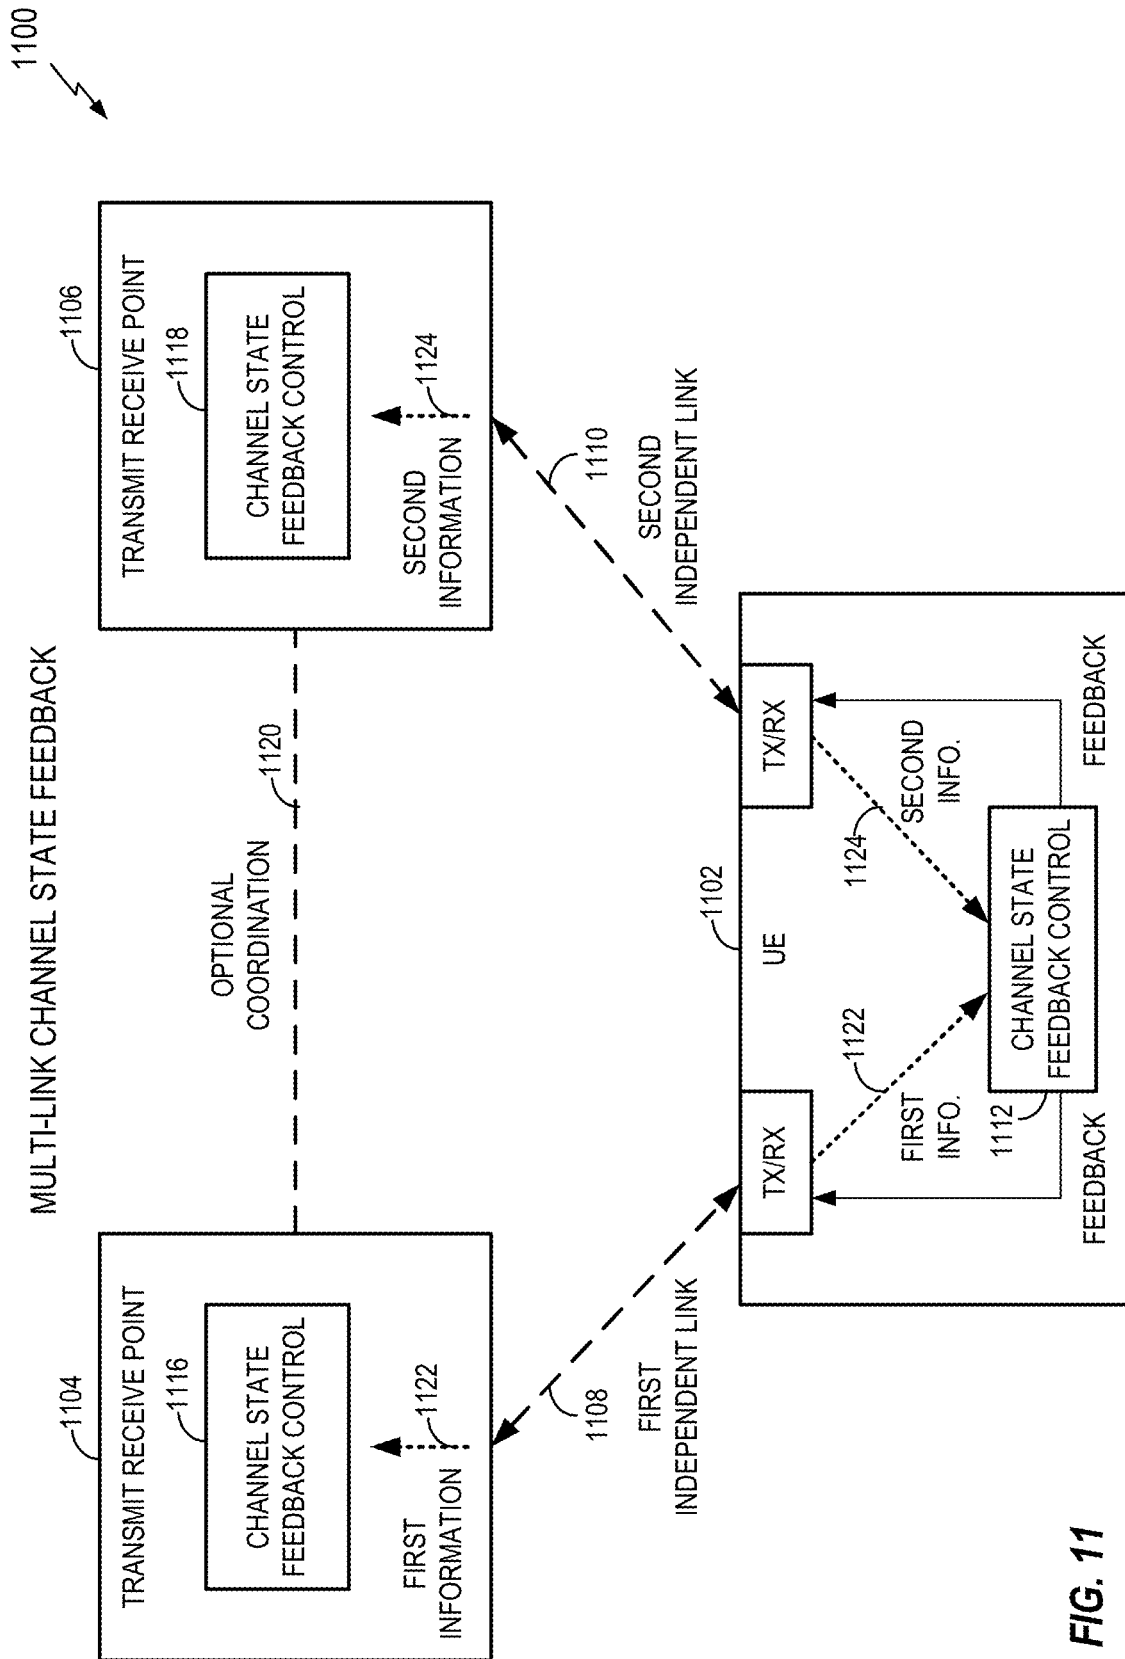 1100
MULTI-LINK CHANNEL STATE FEEDBACK
1104
TRANSMIT RECEIVE POINT
1116
CHANNEL STATE
FEEDBACK CONTROL
FIRST
INFORMATION
1122
OPTIONAL
COORDINATION
1120
1106
TRANSMIT RECEIVE POINT
1118
CHANNEL STATE
FEEDBACK CONTROL
SECOND
INFORMATION
1124
1108
FIRST
INDEPENDENT LINK
1110
SECOND
INDEPENDENT LINK
1102
UE
TX/RX
TX/RX
1122
FIRST
INFO.
1124
SECOND
INFO.
1112
CHANNEL STATE
FEEDBACK CONTROL
FEEDBACK
FEEDBACK
FIG. 11